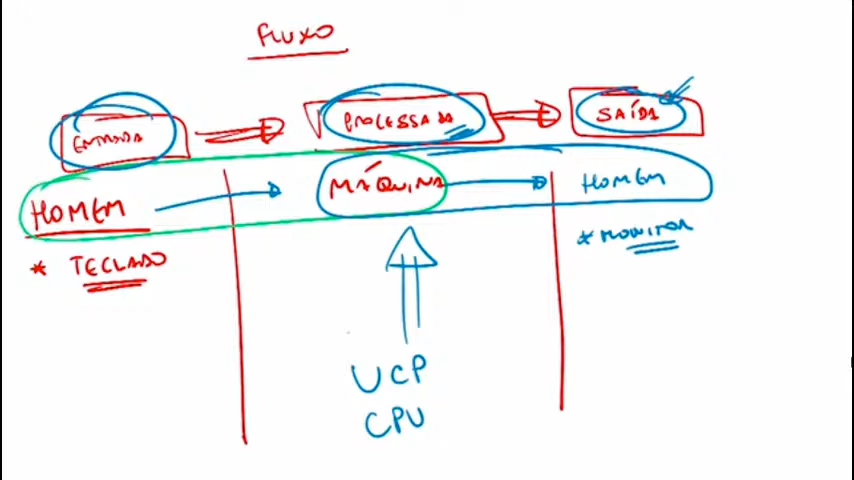 FLUXO
ENTRADA
PROCESSADA
SAÍDA
HOMEM
MÁQUINA
HOMEM
* TECLADO
* MONITOR
UCP
CPU